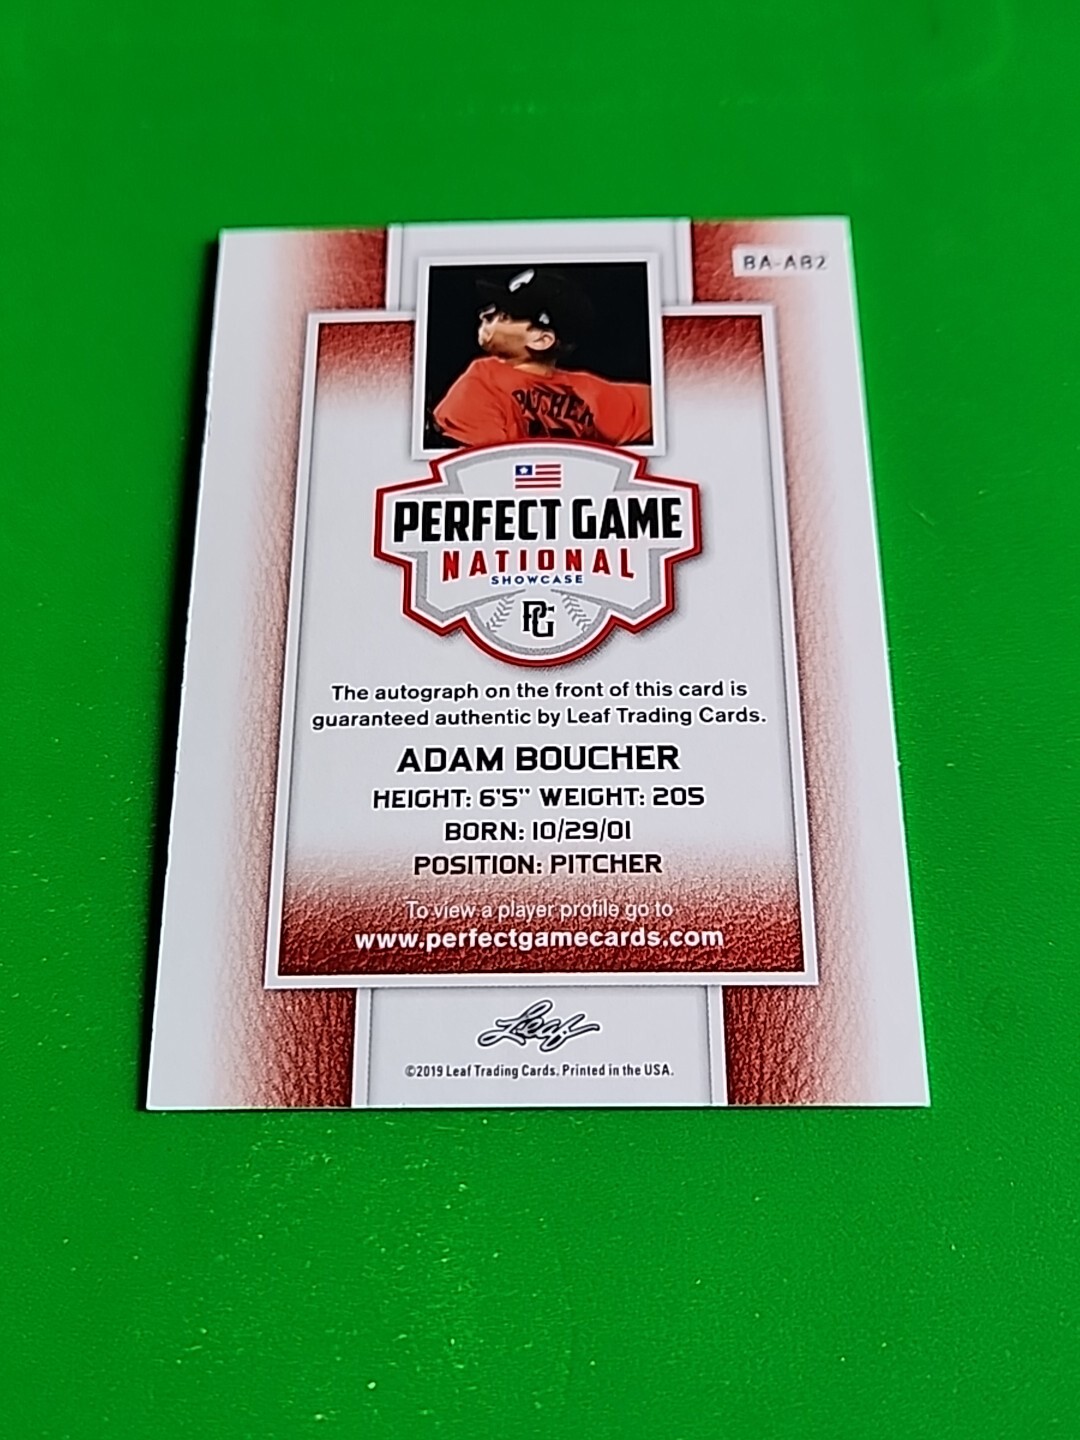 BA-AB2
PERFECT GAME
NATIONAL
SHOWCASE
PG
The autograph on the front of this card is
guaranteed authentic by Leaf Trading Cards.
ADAM BOUCHER
HEIGHT: 6'5" WEIGHT: 205
BORN: 10/29/01
POSITION: PITCHER
To view a player profile go to
www.perfectgamecards.com
Leaf
©2019 Leaf Trading Cards. Printed in the USA.